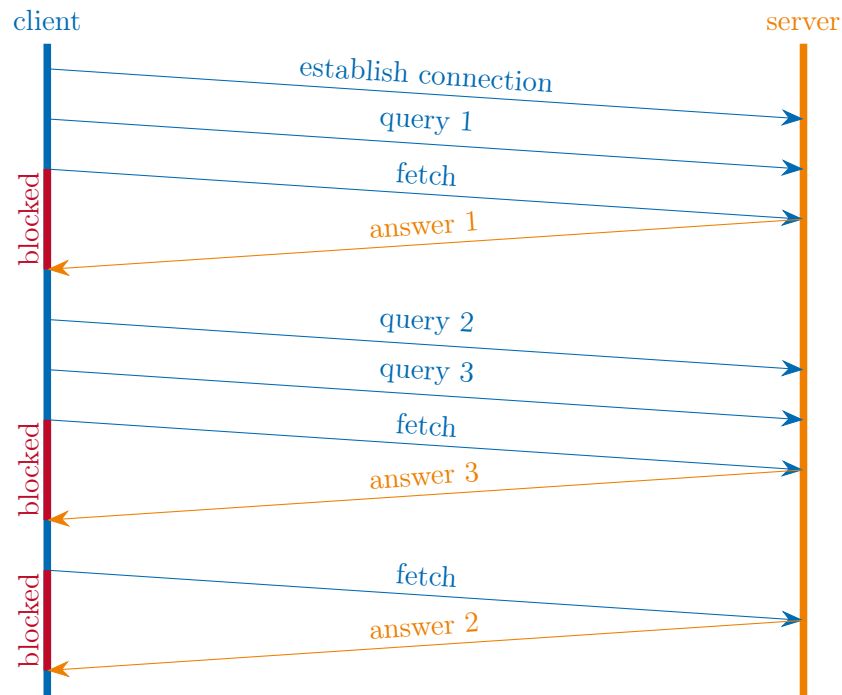 client
server
establish connection
query 1
fetch
blocked
answer 1
query 2
query 3
fetch
blocked
answer 3
fetch
blocked
answer 2